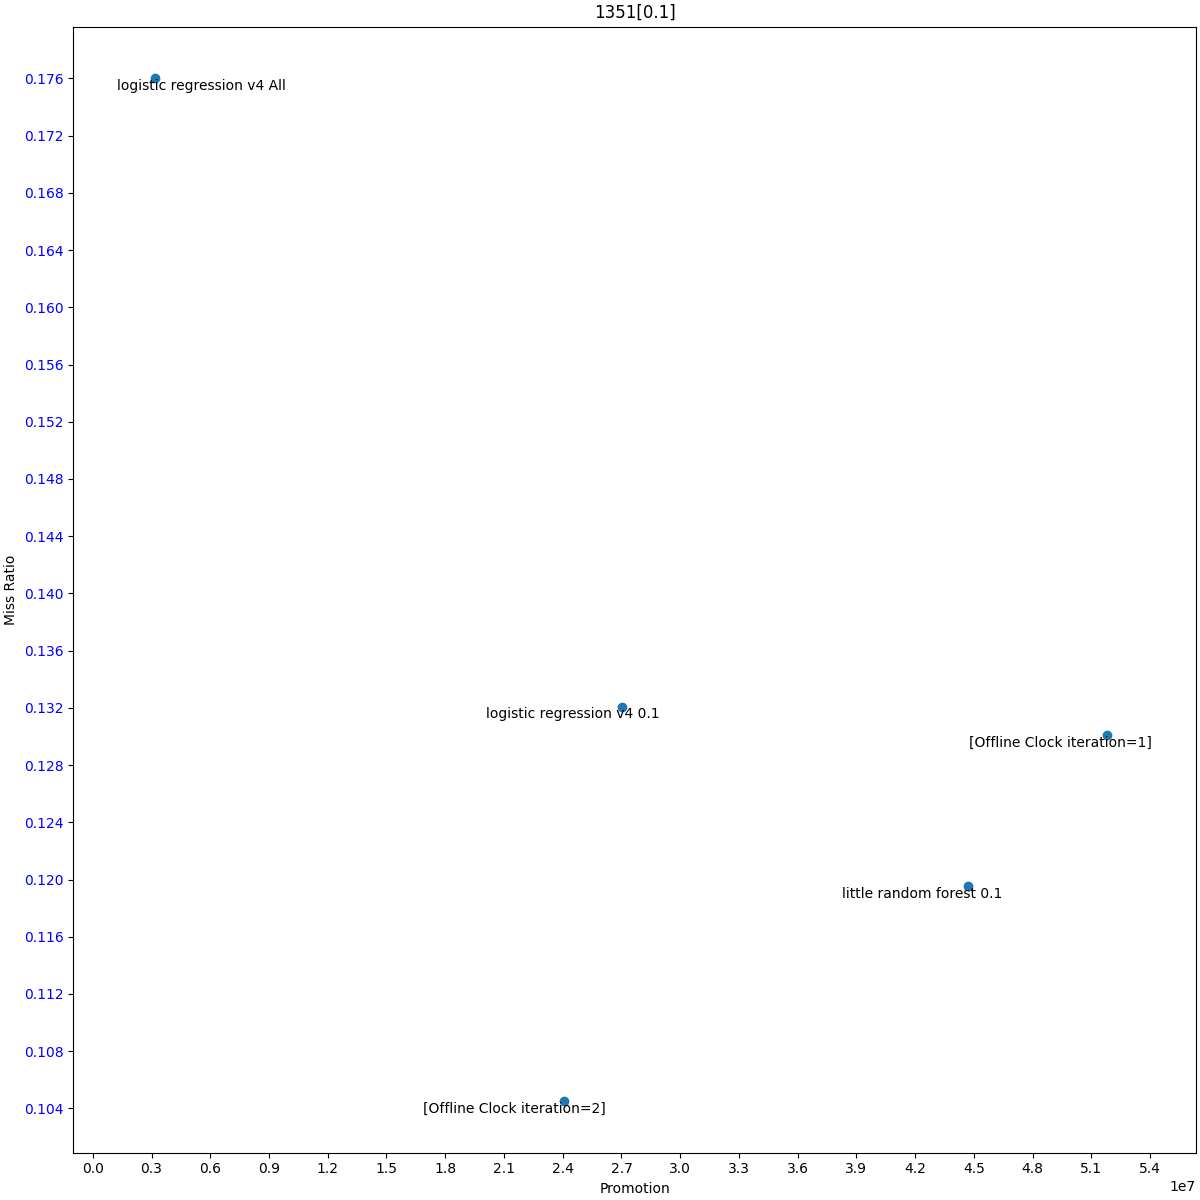 1351[0.1]
0.176
logistic regression v4 All
0.172
0.168
0.164
0.160
0.156
0.152
0.148
0.144
0.140
0.136
0.132
logistic regression v4 0.1
[Offline Clock iteration=1]
0.128
0.124
0.120
little random forest 0.1
0.116
0.112
0.108
0.104
[Offline Clock iteration=2]
Miss Ratio
0.0 0.3 0.6 0.9 1.2 1.5 1.8 2.1 2.4 2.7 3.0 3.3 3.6 3.9 4.2 4.5 4.8 5.1 5.4
1e7
Promotion